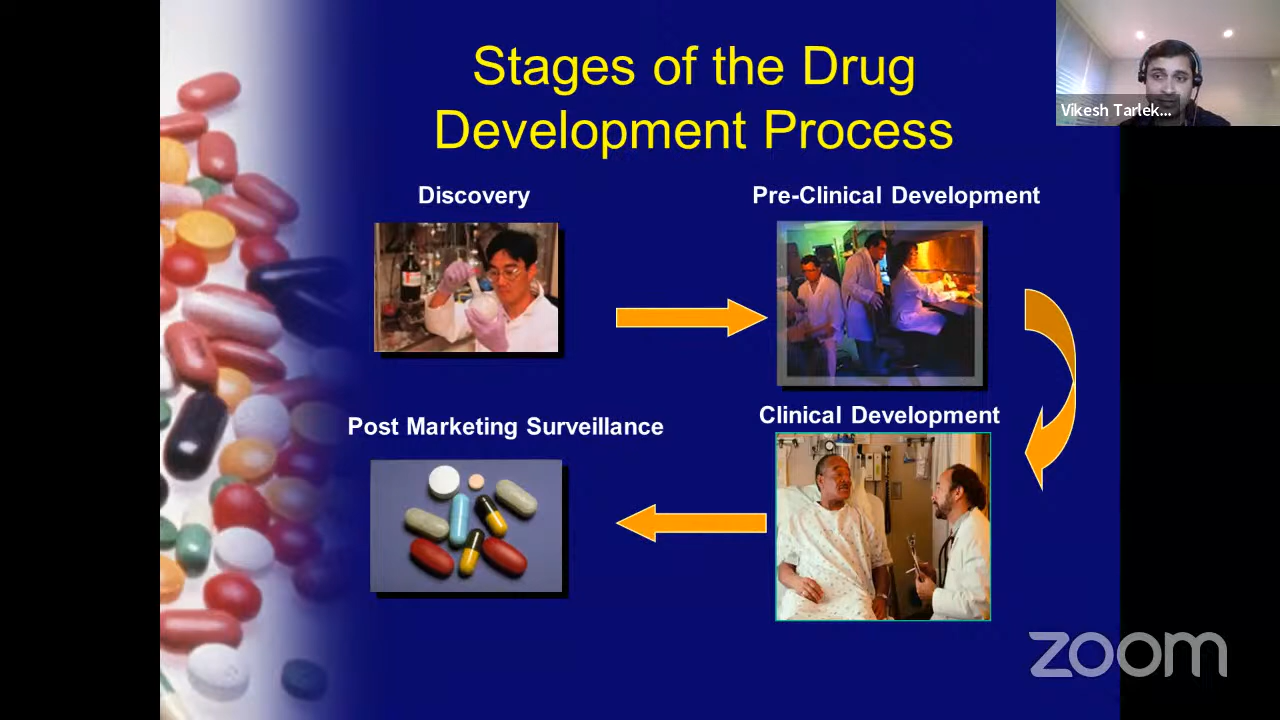 Stages of the Drug
Development Process
Vikesh Tarlek...
Discovery
Pre-Clinical Development
Post Marketing Surveillance
Clinical Development
zoom